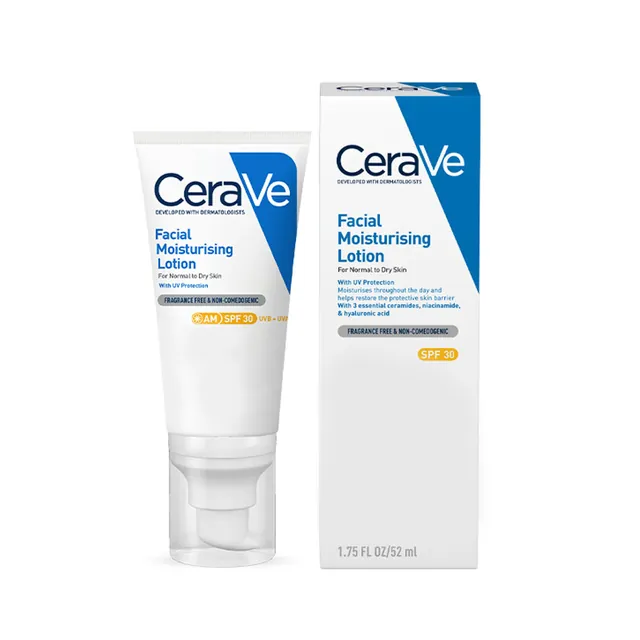 CeraVe
DEVELOPED WITH DERMATOLOGISTS
Facial
Moisturising
Lotion
For Normal to Dry Skin
With UV Protection
FRAGRANCE FREE & NON-COMEDOGENIC
AM SPF 30 UVB + UVA
CeraVe
CeraVe
DEVELOPED WITH DERMATOLOGISTS
Facial
Moisturising
Lotion
For Normal to Dry Skin
With UV Protection
Moisturises throughout the day and
helps restore the protective skin barrier
With 3 essential ceramides, niacinamide,
& hyaluronic acid
FRAGRANCE FREE & NON-COMEDOGENIC
SPF 30
1.75 FL OZ/52 ml